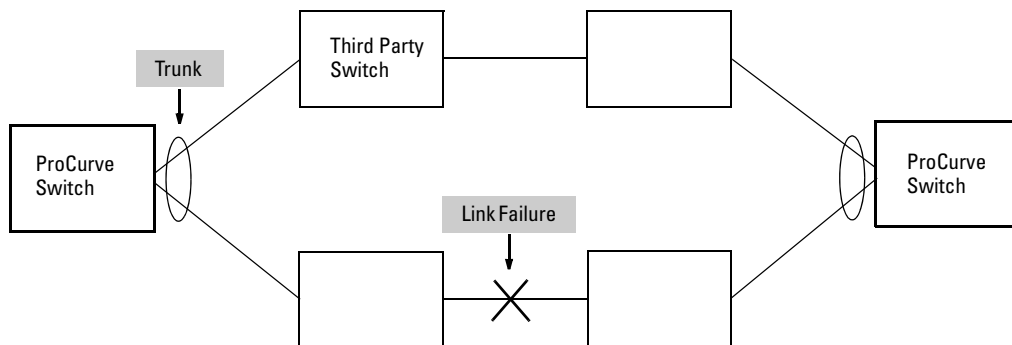 Third Party
Switch
Trunk
ProCurve
Switch
ProCurve
Switch
Link Failure